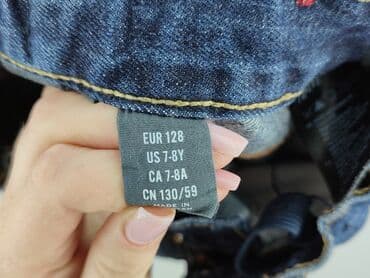 EUR 128
US 7-8Y
CA 7-8A
CN 130/59
MADE IN